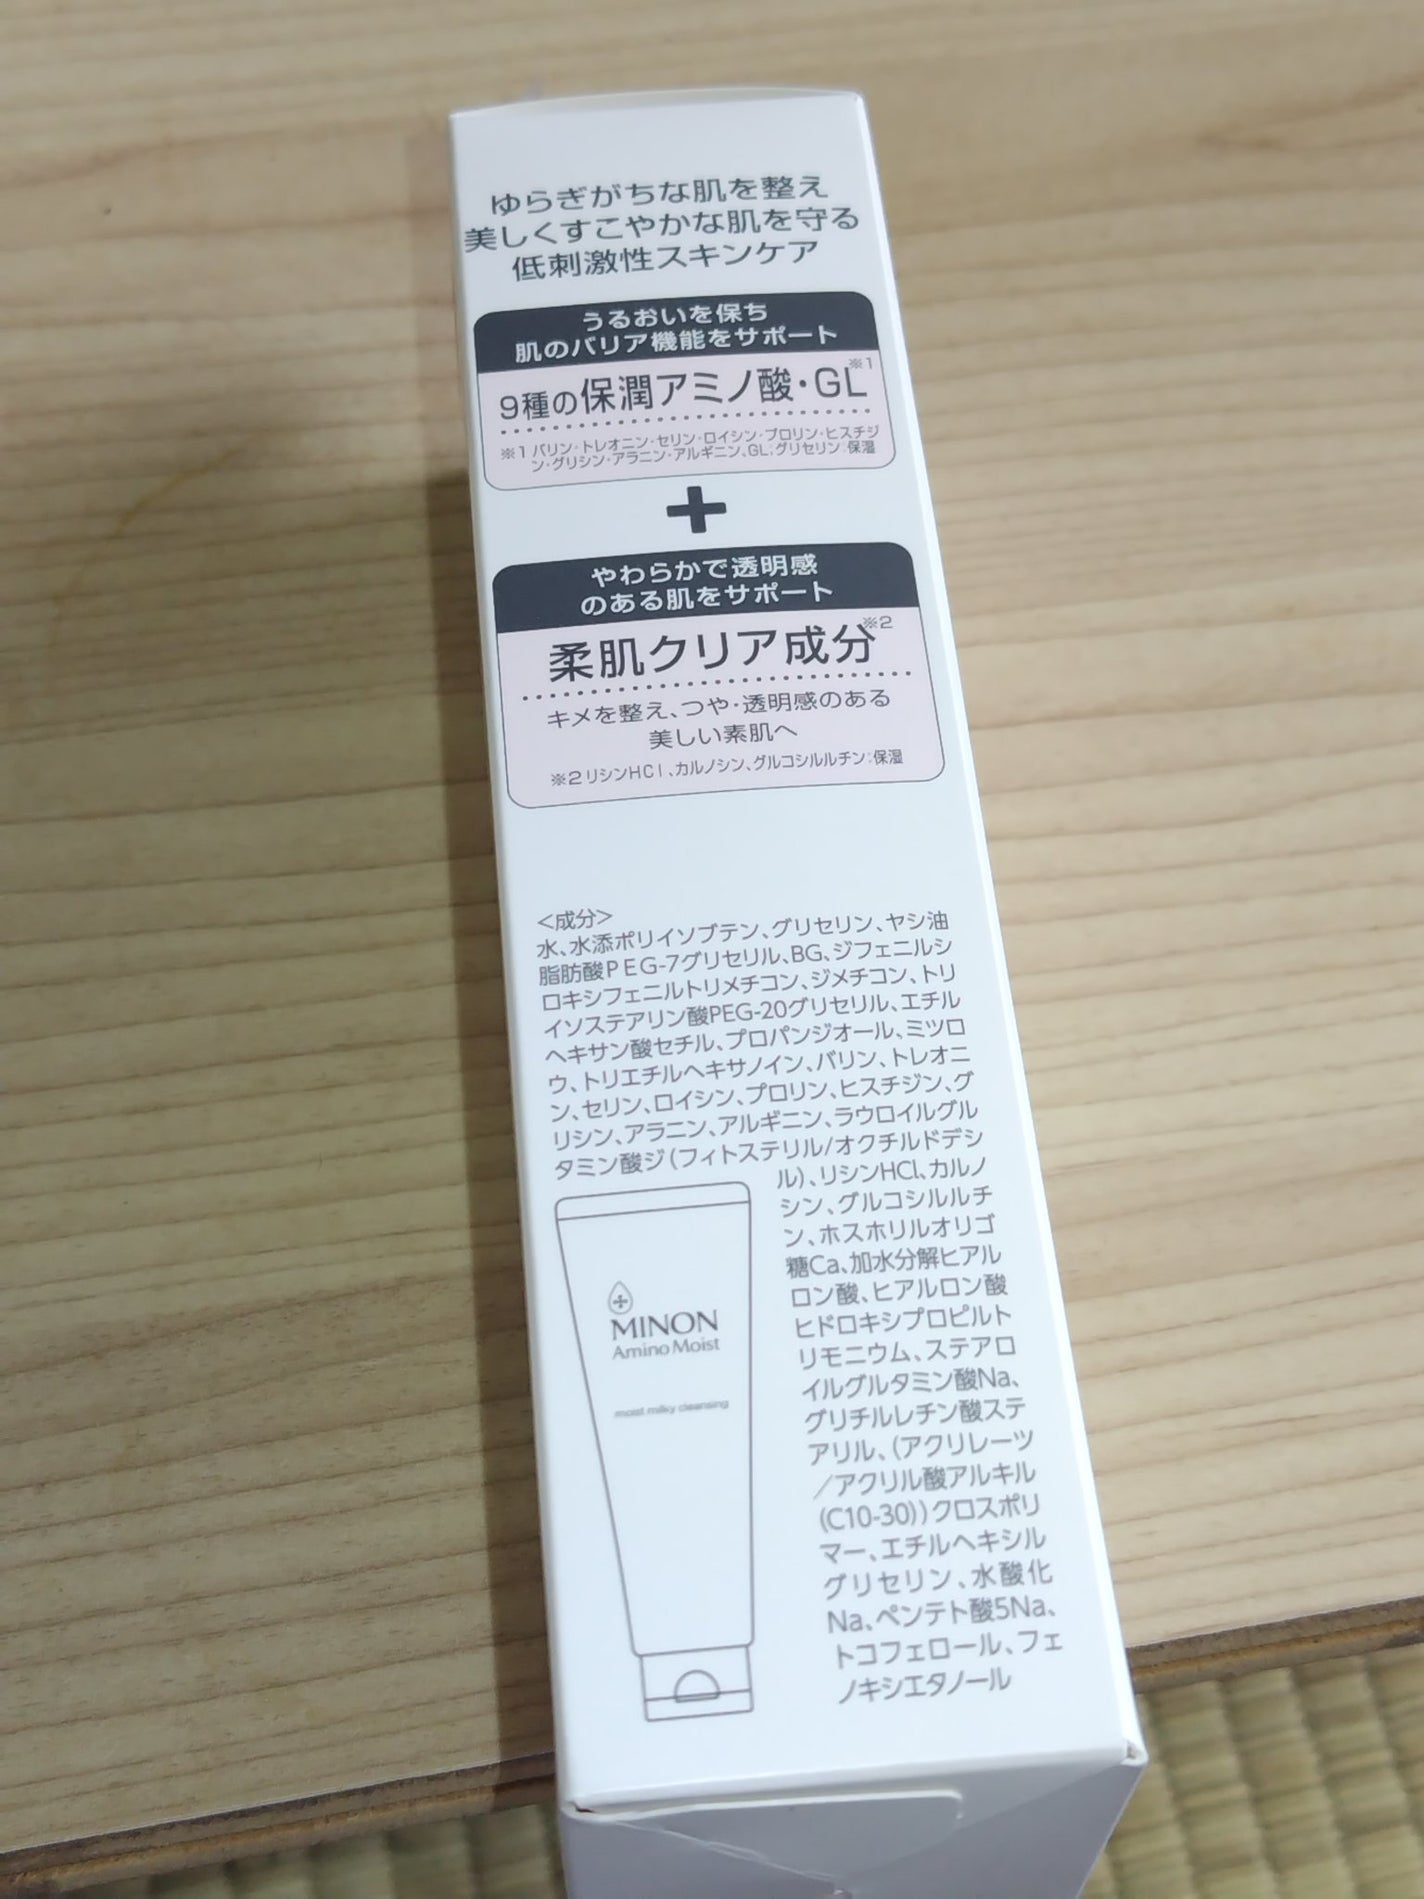 ゆらぎがちな肌を整え
美しくすこやかな肌を守る
低刺激性スキンケア
うるおいを保ち
肌のバリア機能をサポート
9種の保潤アミノ酸・GL※1
※1 バリン・トレオニン・セリン・ロイシン・プロリン・ヒスチジ
ン・グリシン・アラニン・アルギニン、GL:グリセリン:保湿
+
やわらかで透明感
のある肌をサポート
柔肌クリア成分※2
キメを整え、つや・透明感のある
美しい素肌へ
※2 リシンHCl、カルノシン、グルコシルルチン:保湿
<成分>
水、水添ポリイソブテン、グリセリン、ヤシ油
脂肪酸PEG-7グリセリル、BG、ジフェニルシ
ロキシフェニルトリメチコン、ジメチコン、トリ
イソステアリン酸PEG-20グリセリル、エチル
ヘキサン酸セチル、プロパンジオール、ミツロ
ウ、トリエチルヘキサノイン、バリン、トレオニ
ン、セリン、ロイシン、プロリン、ヒスチジン、グ
リシン、アラニン、アルギニン、ラウロイルグル
タミン酸ジ(フィトステリル/オクチルドデシ
ル)、リシンHCl、カルノ
シン、グルコシルルチ
ン、ホスホリルオリゴ
糖Ca、加水分解ヒアル
ロン酸、ヒアルロン酸
ヒドロキシプロピルト
リモニウム、ステアロ
イルグルタミン酸Na、
グリチルレチン酸ステ
アリル、(アクリレーツ
/アクリル酸アルキル
(C10-30))クロスポリ
マー、エチルヘキシル
グリセリン、水酸化
Na、ペンテト酸5Na、
トコフェロール、フェ
ノキシエタノール
MINON
Amino Moist
moist milky cleansing